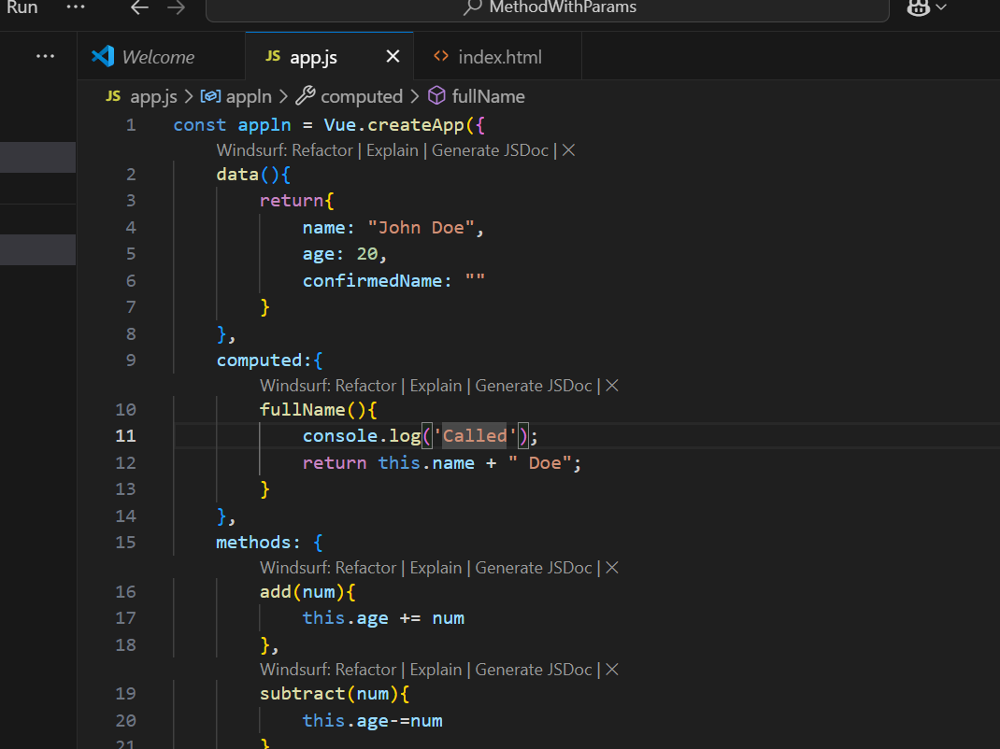 Run ... MethodWithParams
... Welcome JS app.js index.html
JS app.js > appln > computed > fullName
1 const appln = Vue.createApp({
Windsurf: Refactor | Explain | Generate JSDoc | ×
2 data(){
3 return{
4 name: "John Doe",
5 age: 20,
6 confirmedName: ""
7 }
8 },
9 computed:{
Windsurf: Refactor | Explain | Generate JSDoc | ×
10 fullName(){
11 console.log('Called');
12 return this.name + " Doe";
13 }
14 },
15 methods: {
Windsurf: Refactor | Explain | Generate JSDoc | ×
16 add(num){
17 this.age += num
18 },
Windsurf: Refactor | Explain | Generate JSDoc | ×
19 subtract(num){
20 this.age-=num
21 }